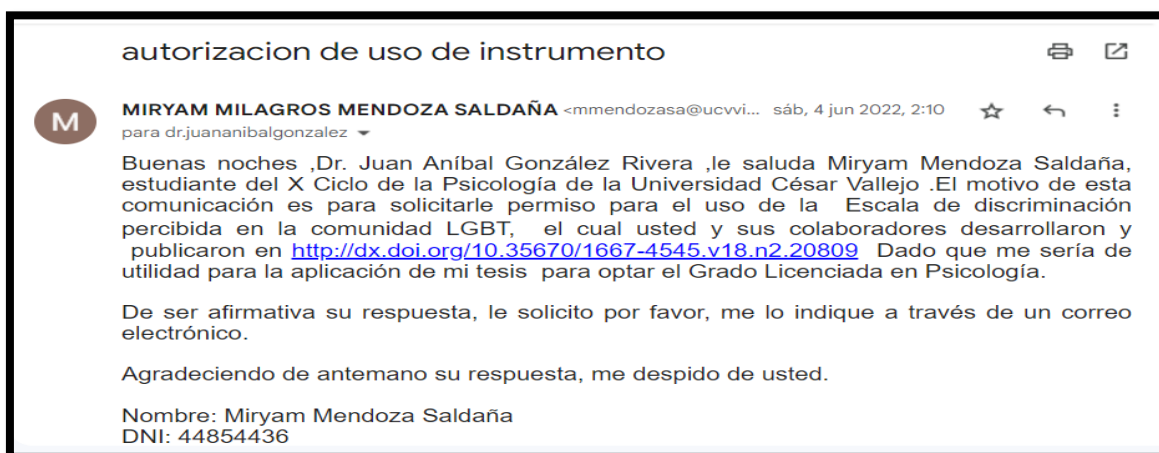 autorizacion de uso de instrumento
M
MIRYAM MILAGROS MENDOZA SALDAÑA <mmendozasa@ucvvi... sáb, 4 jun 2022, 2:10
para dr.juananibalgonzalez
Buenas noches ,Dr. Juan Aníbal González Rivera ,le saluda Miryam Mendoza Saldaña,
estudiante del X Ciclo de la Psicología de la Universidad César Vallejo .El motivo de esta
comunicación es para solicitarle permiso para el uso de la Escala de discriminación
percibida en la comunidad LGBT, el cual usted y sus colaboradores desarrollaron y
publicaron en http://dx.doi.org/10.35670/1667-4545.v18.n2.20809 Dado que me sería de
utilidad para la aplicación de mi tesis para optar el Grado Licenciada en Psicología.
De ser afirmativa su respuesta, le solicito por favor, me lo indique a través de un correo
electrónico.
Agradeciendo de antemano su respuesta, me despido de usted.
Nombre: Miryam Mendoza Saldaña
DNI: 44854436